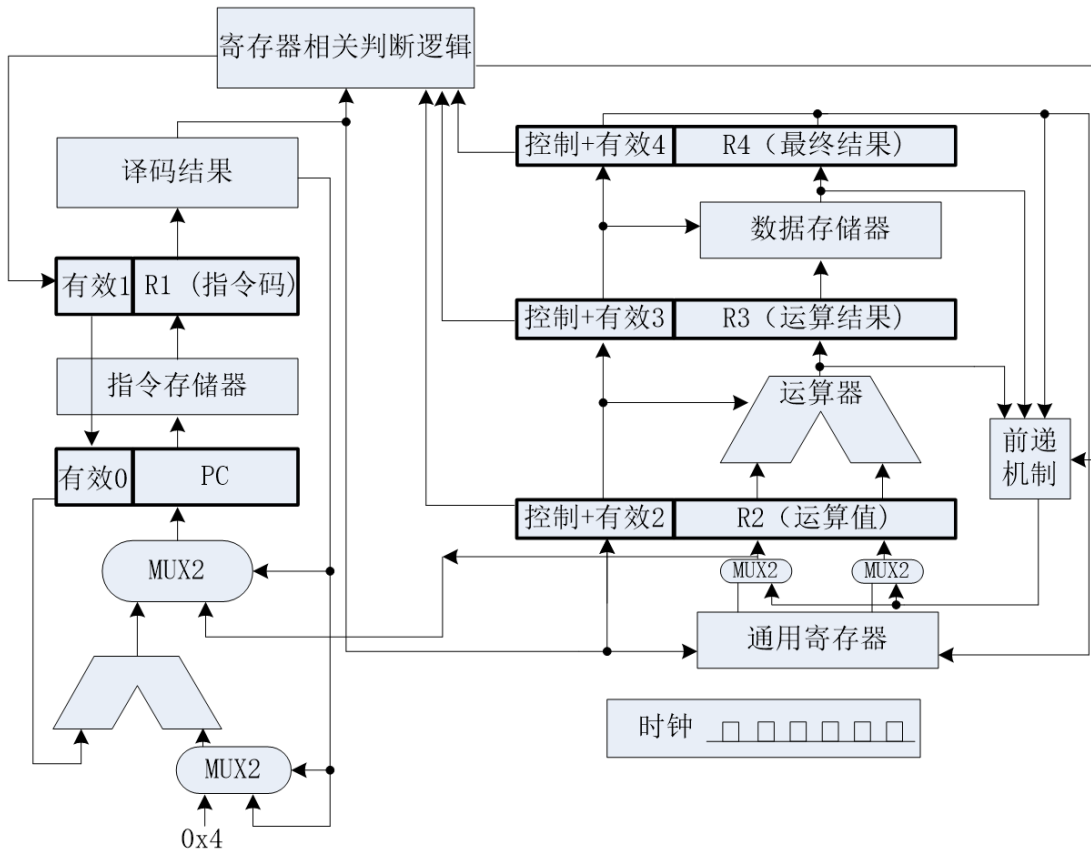 寄存器相关判断逻辑
译码结果
有效1
R1 (指令码)
指令存储器
有效0
PC
MUX2
MUX2
0x4
控制+有效4
R4（最终结果）
数据存储器
控制+有效3
R3（运算结果）
运算器
前递
机制
控制+有效2
R2（运算值）
MUX2
MUX2
通用寄存器
时钟